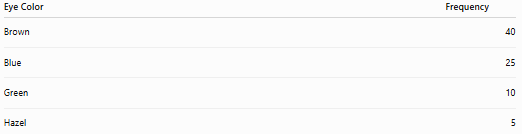 Eye Color Frequency
Brown 40
Blue 25
Green 10
Hazel 5